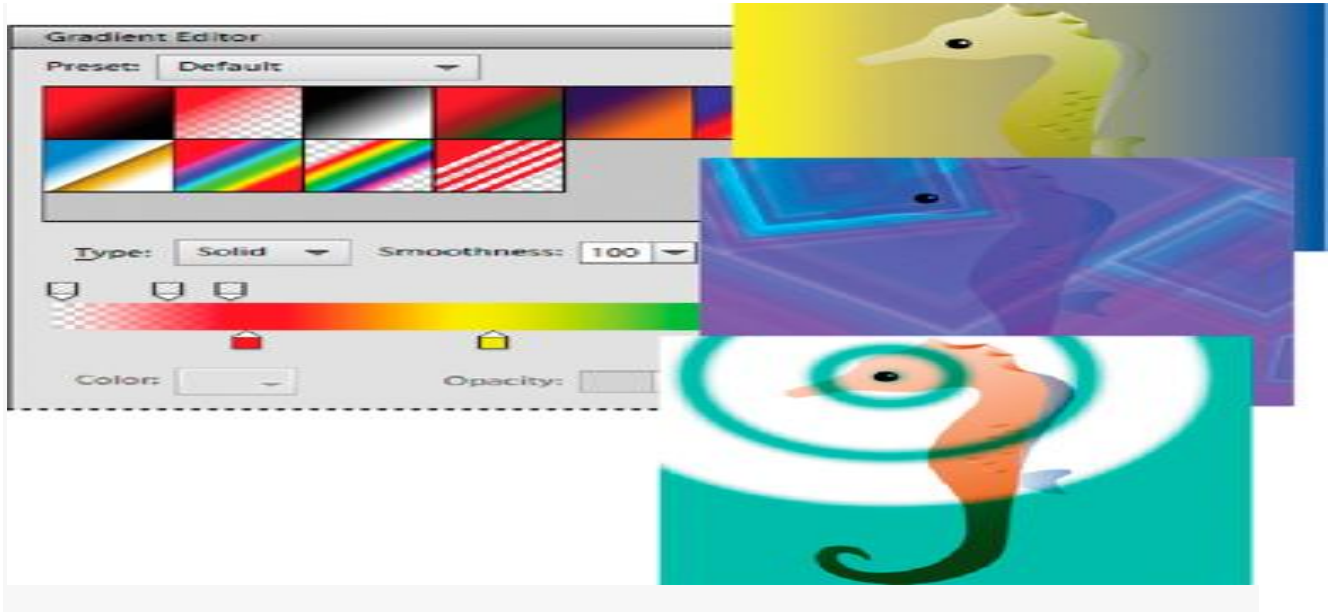 Gradient Editor
Preset: Default
Type: Solid Smoothness: 100
Color: Opacity: